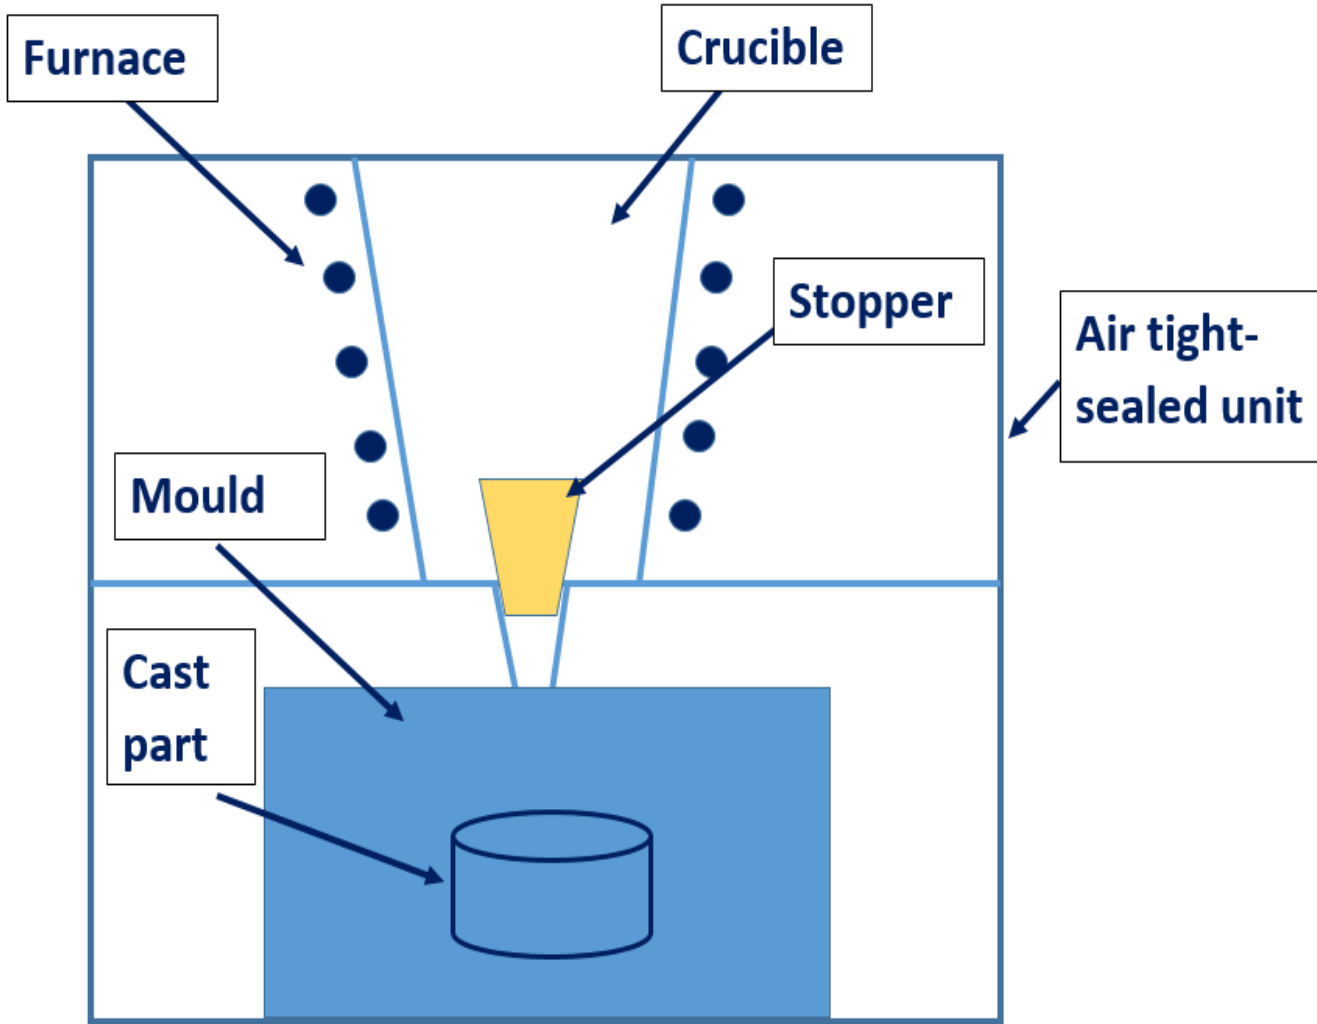 Furnace
Crucible
Stopper
Air tight-
sealed unit
Mould
Cast
part